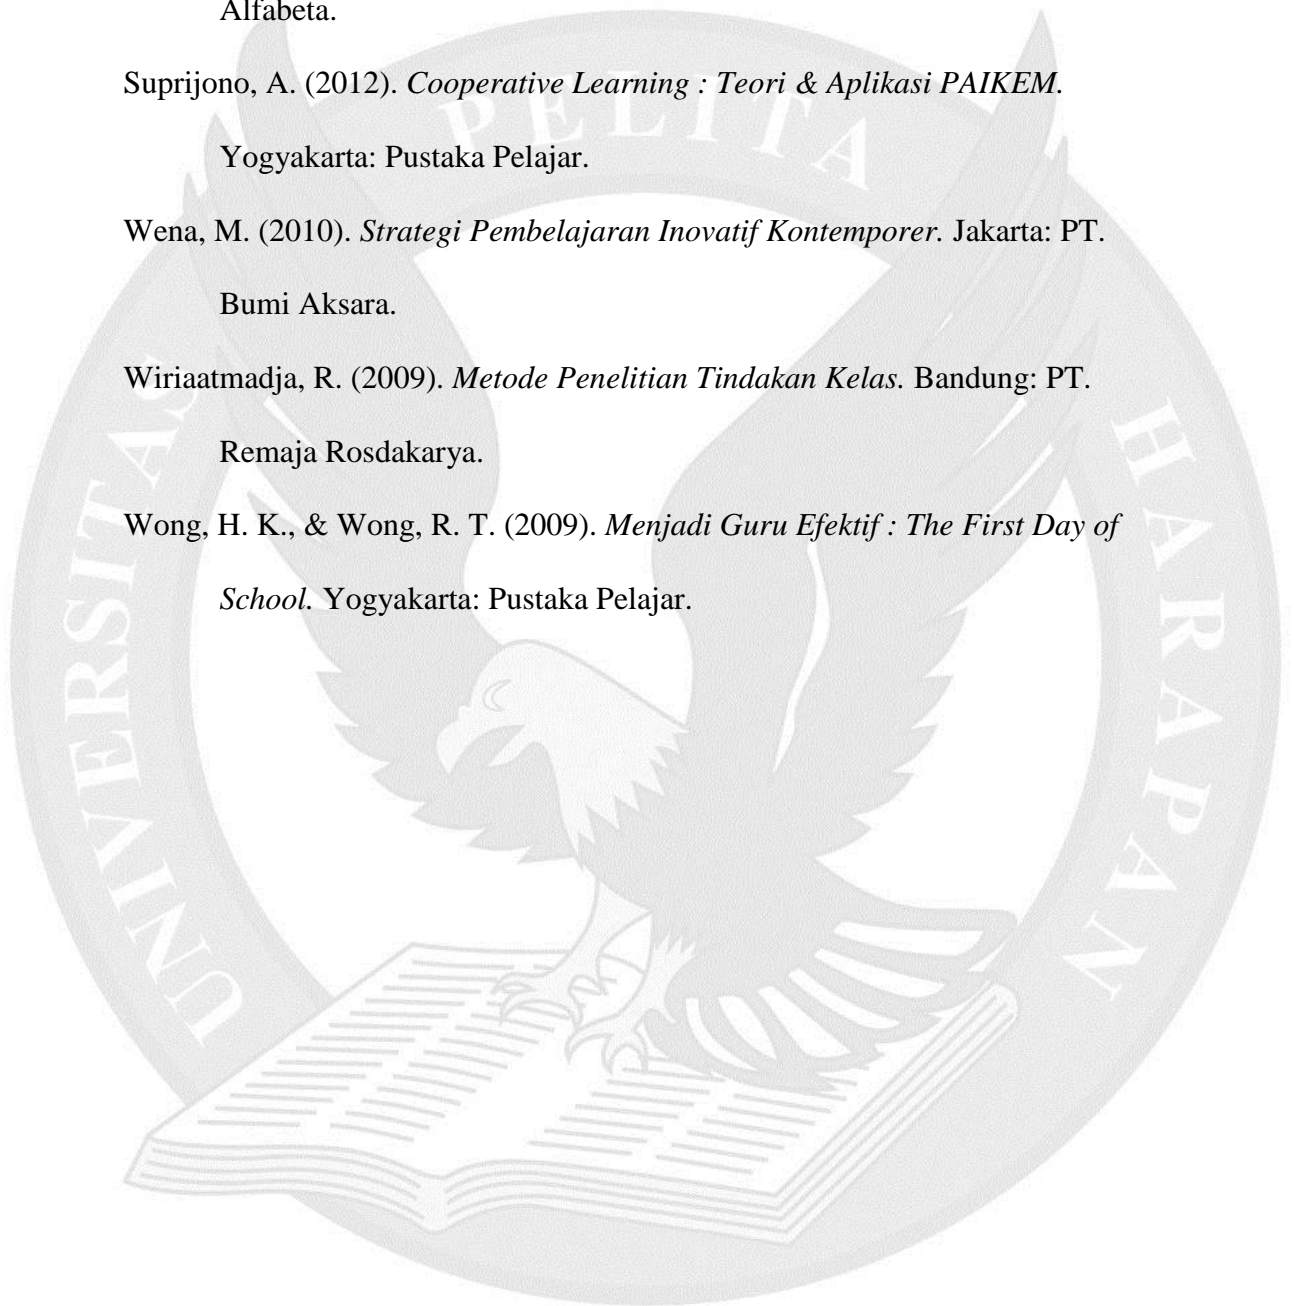 Alfabeta.
Suprijono, A. (2012). Cooperative Learning : Teori & Aplikasi PAIKEM.
Yogyakarta: Pustaka Pelajar.
Wena, M. (2010). Strategi Pembelajaran Inovatif Kontemporer. Jakarta: PT.
Bumi Aksara.
Wiriaatmadja, R. (2009). Metode Penelitian Tindakan Kelas. Bandung: PT.
Remaja Rosdakarya.
Wong, H. K., & Wong, R. T. (2009). Menjadi Guru Efektif : The First Day of
School. Yogyakarta: Pustaka Pelajar.
UNIVERSITAS PELITA HARAPAN